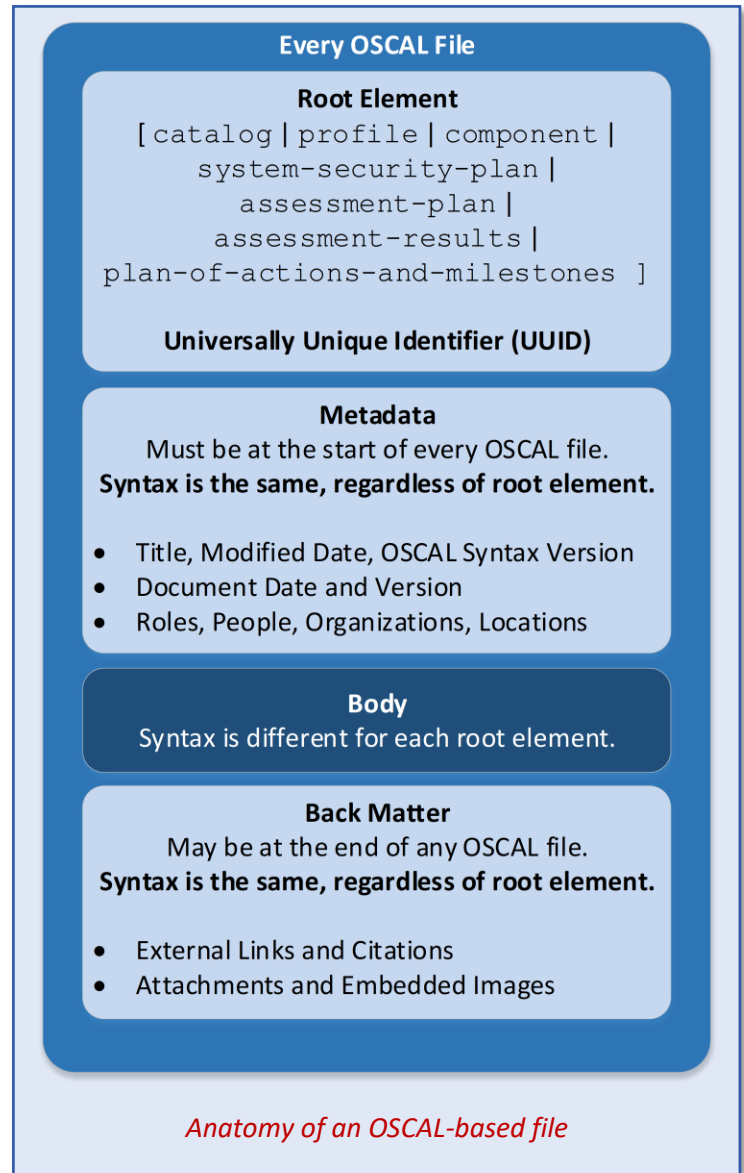 Every OSCAL File
Root Element
[ catalog | profile | component |
system-security-plan |
assessment-plan |
assessment-results |
plan-of-actions-and-milestones ]
Universally Unique Identifier (UUID)
Metadata
Must be at the start of every OSCAL file.
Syntax is the same, regardless of root element.
• Title, Modified Date, OSCAL Syntax Version
• Document Date and Version
• Roles, People, Organizations, Locations
Body
Syntax is different for each root element.
Back Matter
May be at the end of any OSCAL file.
Syntax is the same, regardless of root element.
• External Links and Citations
• Attachments and Embedded Images
Anatomy of an OSCAL-based file